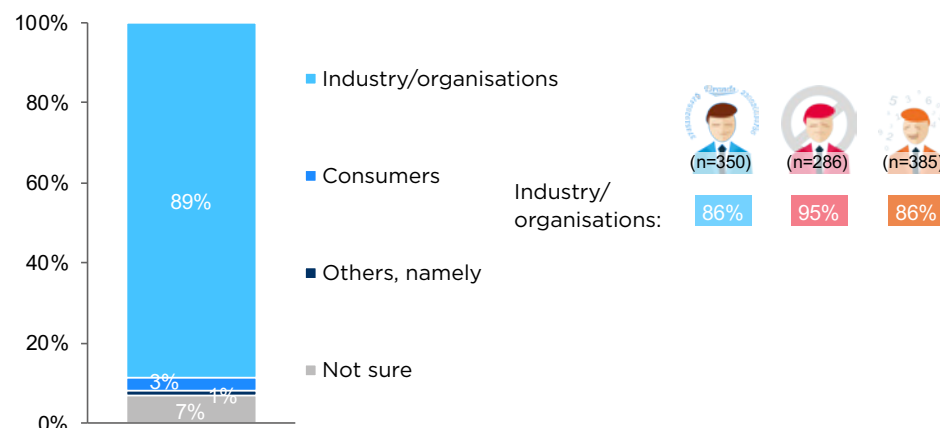 100%
80%
60%
40%
20%
0%
89%
3%
1%
7%
Industry/organisations
Consumers
Others, namely
Not sure
(n=350) (n=286) (n=385)
Industry/
organisations:
86% 95% 86%